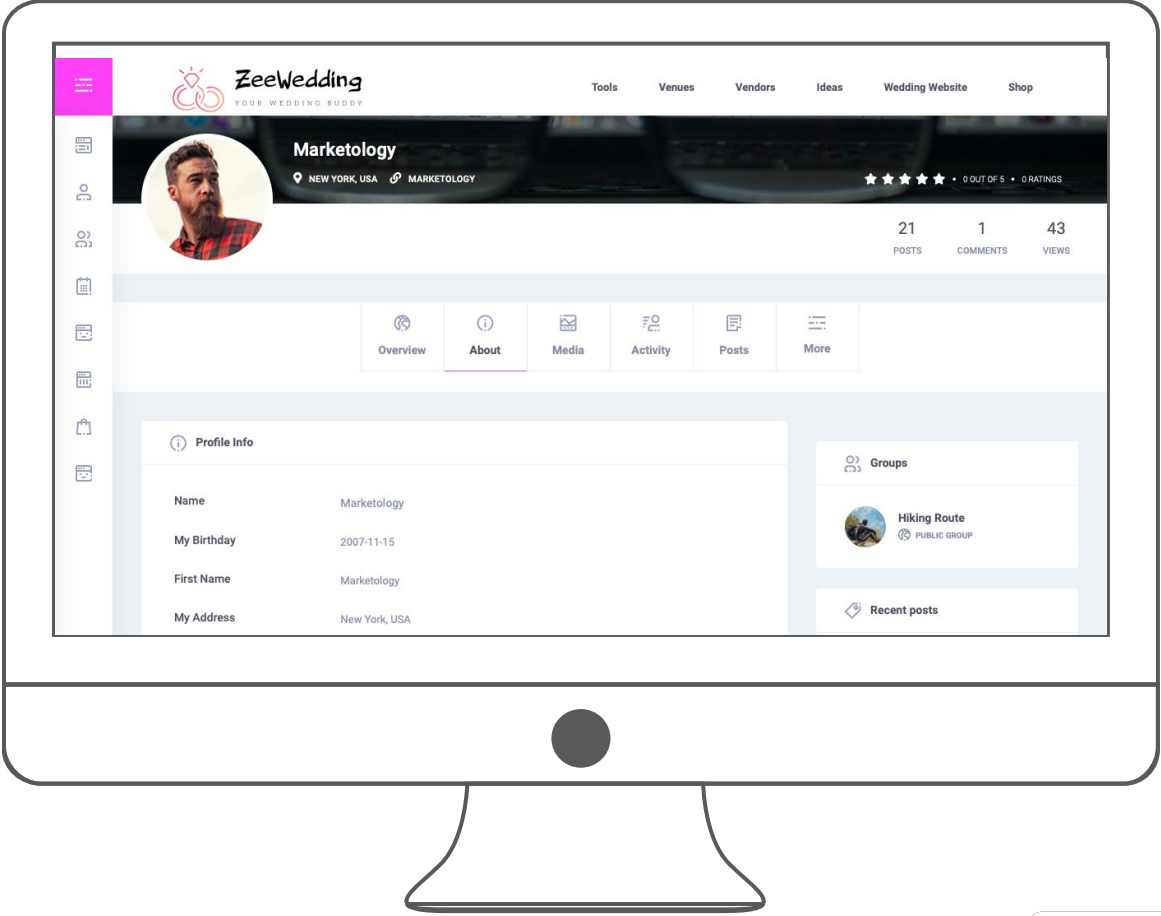 ZeeWedding
YOUR WEDDING BUDDY
Tools Venues Vendors Ideas Wedding Website Shop
Marketology
NEW YORK, USA MARKETOLOGY
• 0 OUT OF 5 • 0 RATINGS
21 1 43
POSTS COMMENTS VIEWS
Overview About Media Activity Posts More
Profile Info
Name Marketology
My Birthday 2007-11-15
First Name Marketology
My Address New York, USA
Groups
Hiking Route
PUBLIC GROUP
Recent posts